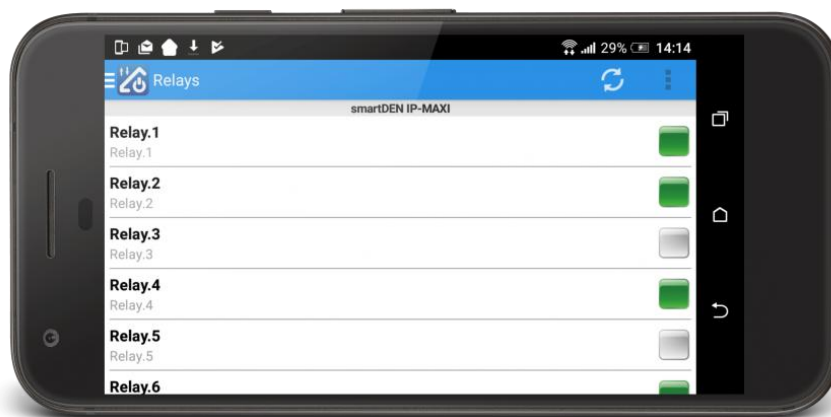 29% 14:14
Relays
smartDEN IP-MAXI
Relay.1
Relay.1
Relay.2
Relay.2
Relay.3
Relay.3
Relay.4
Relay.4
Relay.5
Relay.5
Relay.6